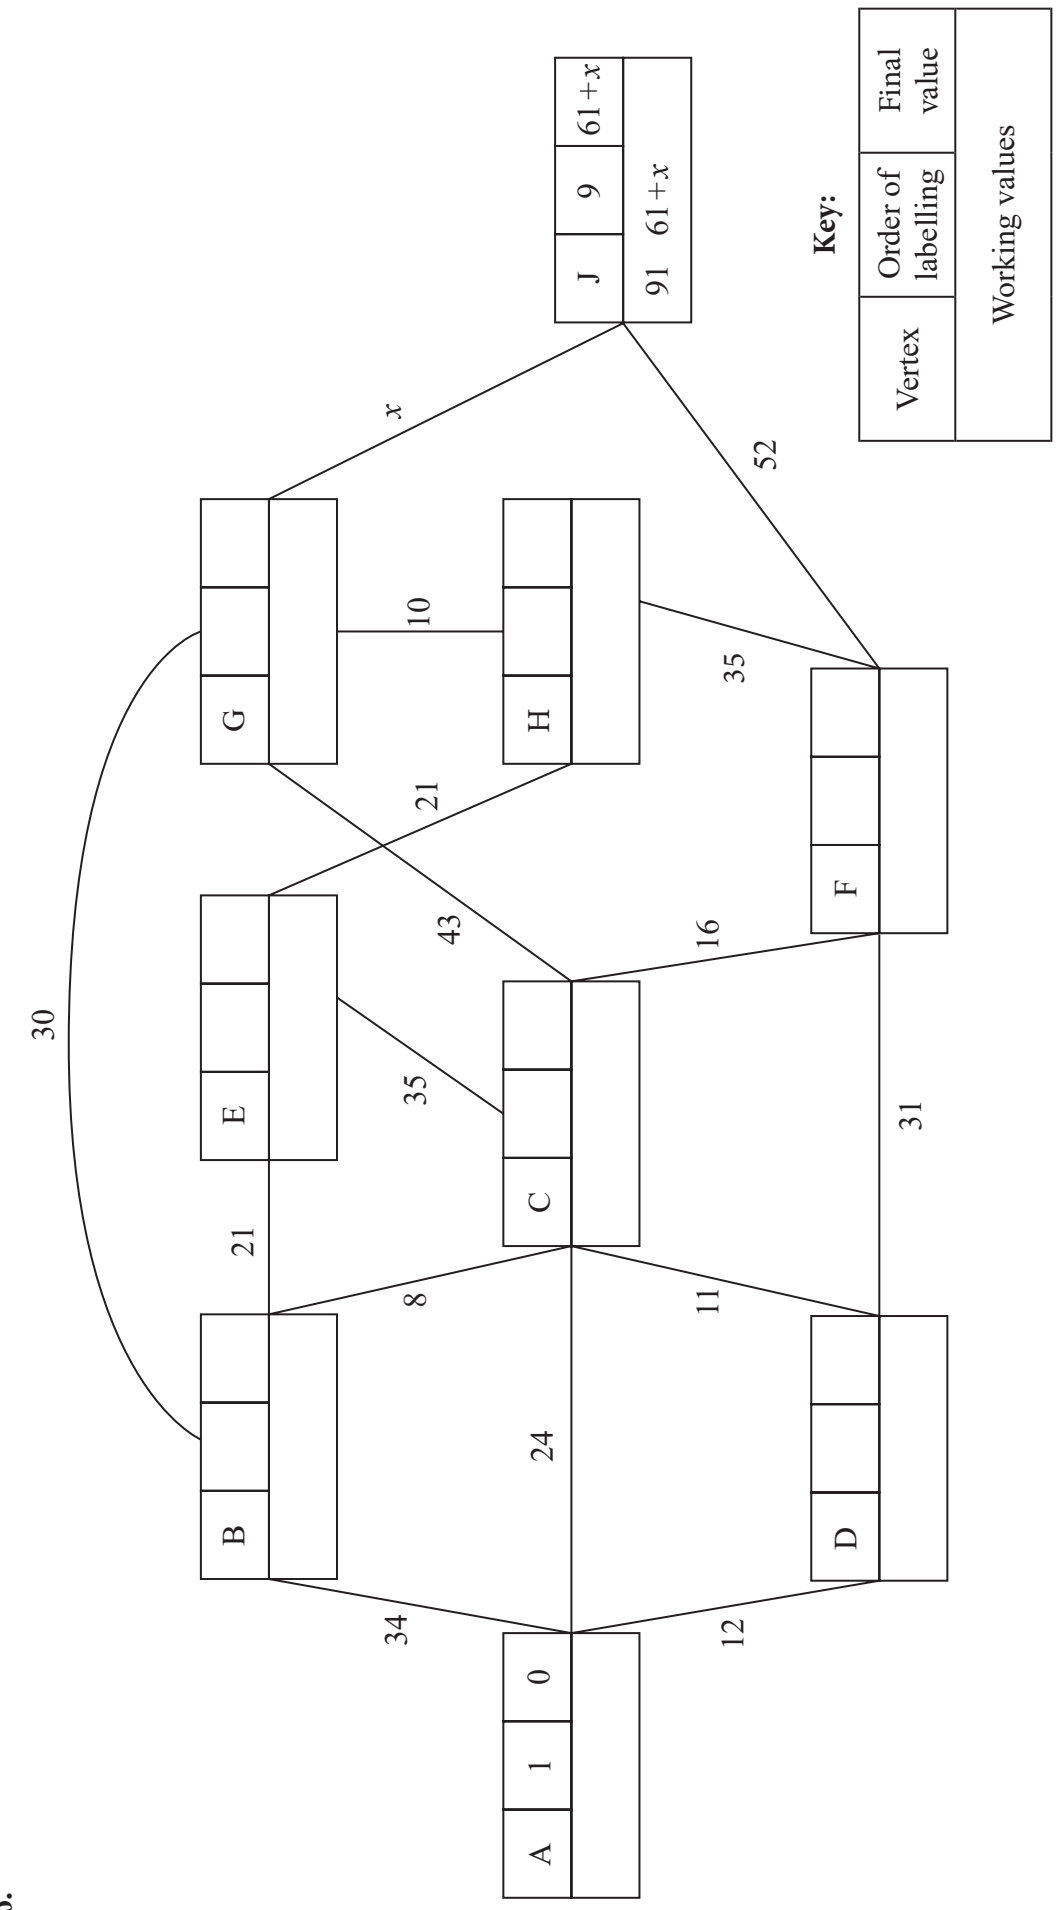 30
B
21
E
G
34
8
35
43
21
10
x
A 1 0
24
C
H
J 9 61+x
91 61+x
12
11
16
35
52
D
F
31
Key:
Vertex
Order of
labelling
Final
value
Working values